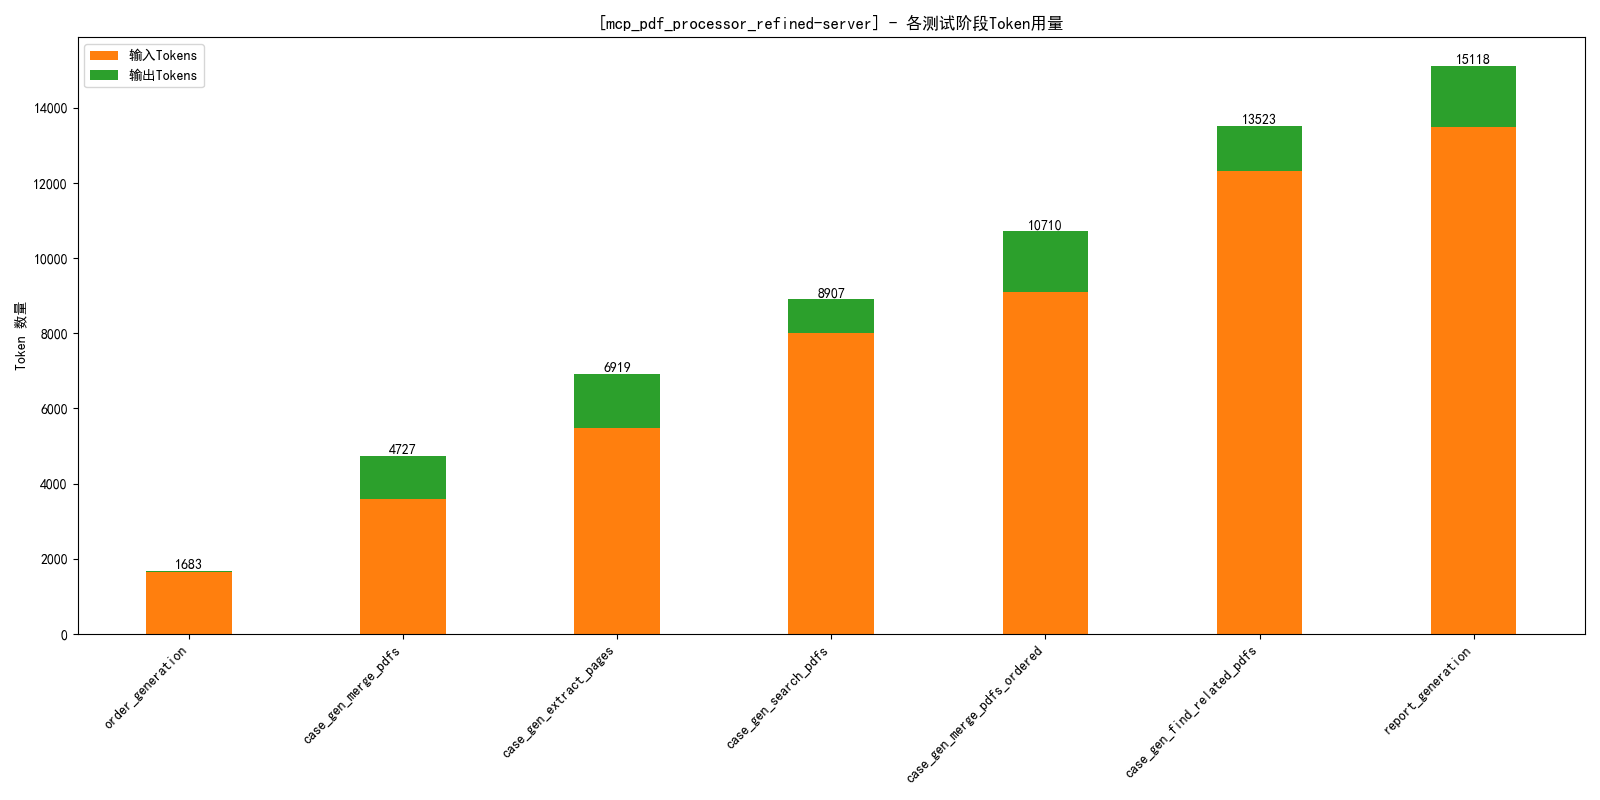 [mcp_pdf_processor_refined-server] - 各测试阶段Token用量
输入Tokens
输出Tokens
Token 数量
14000
12000
10000
8000
6000
4000
2000
0
1683
4727
6919
8907
10710
13523
15118
order_generation
case_gen_merge_pdfs
case_gen_extract_pages
case_gen_search_pdfs
case_gen_merge_pdfs_ordered
case_gen_find_related_pdfs
report_generation